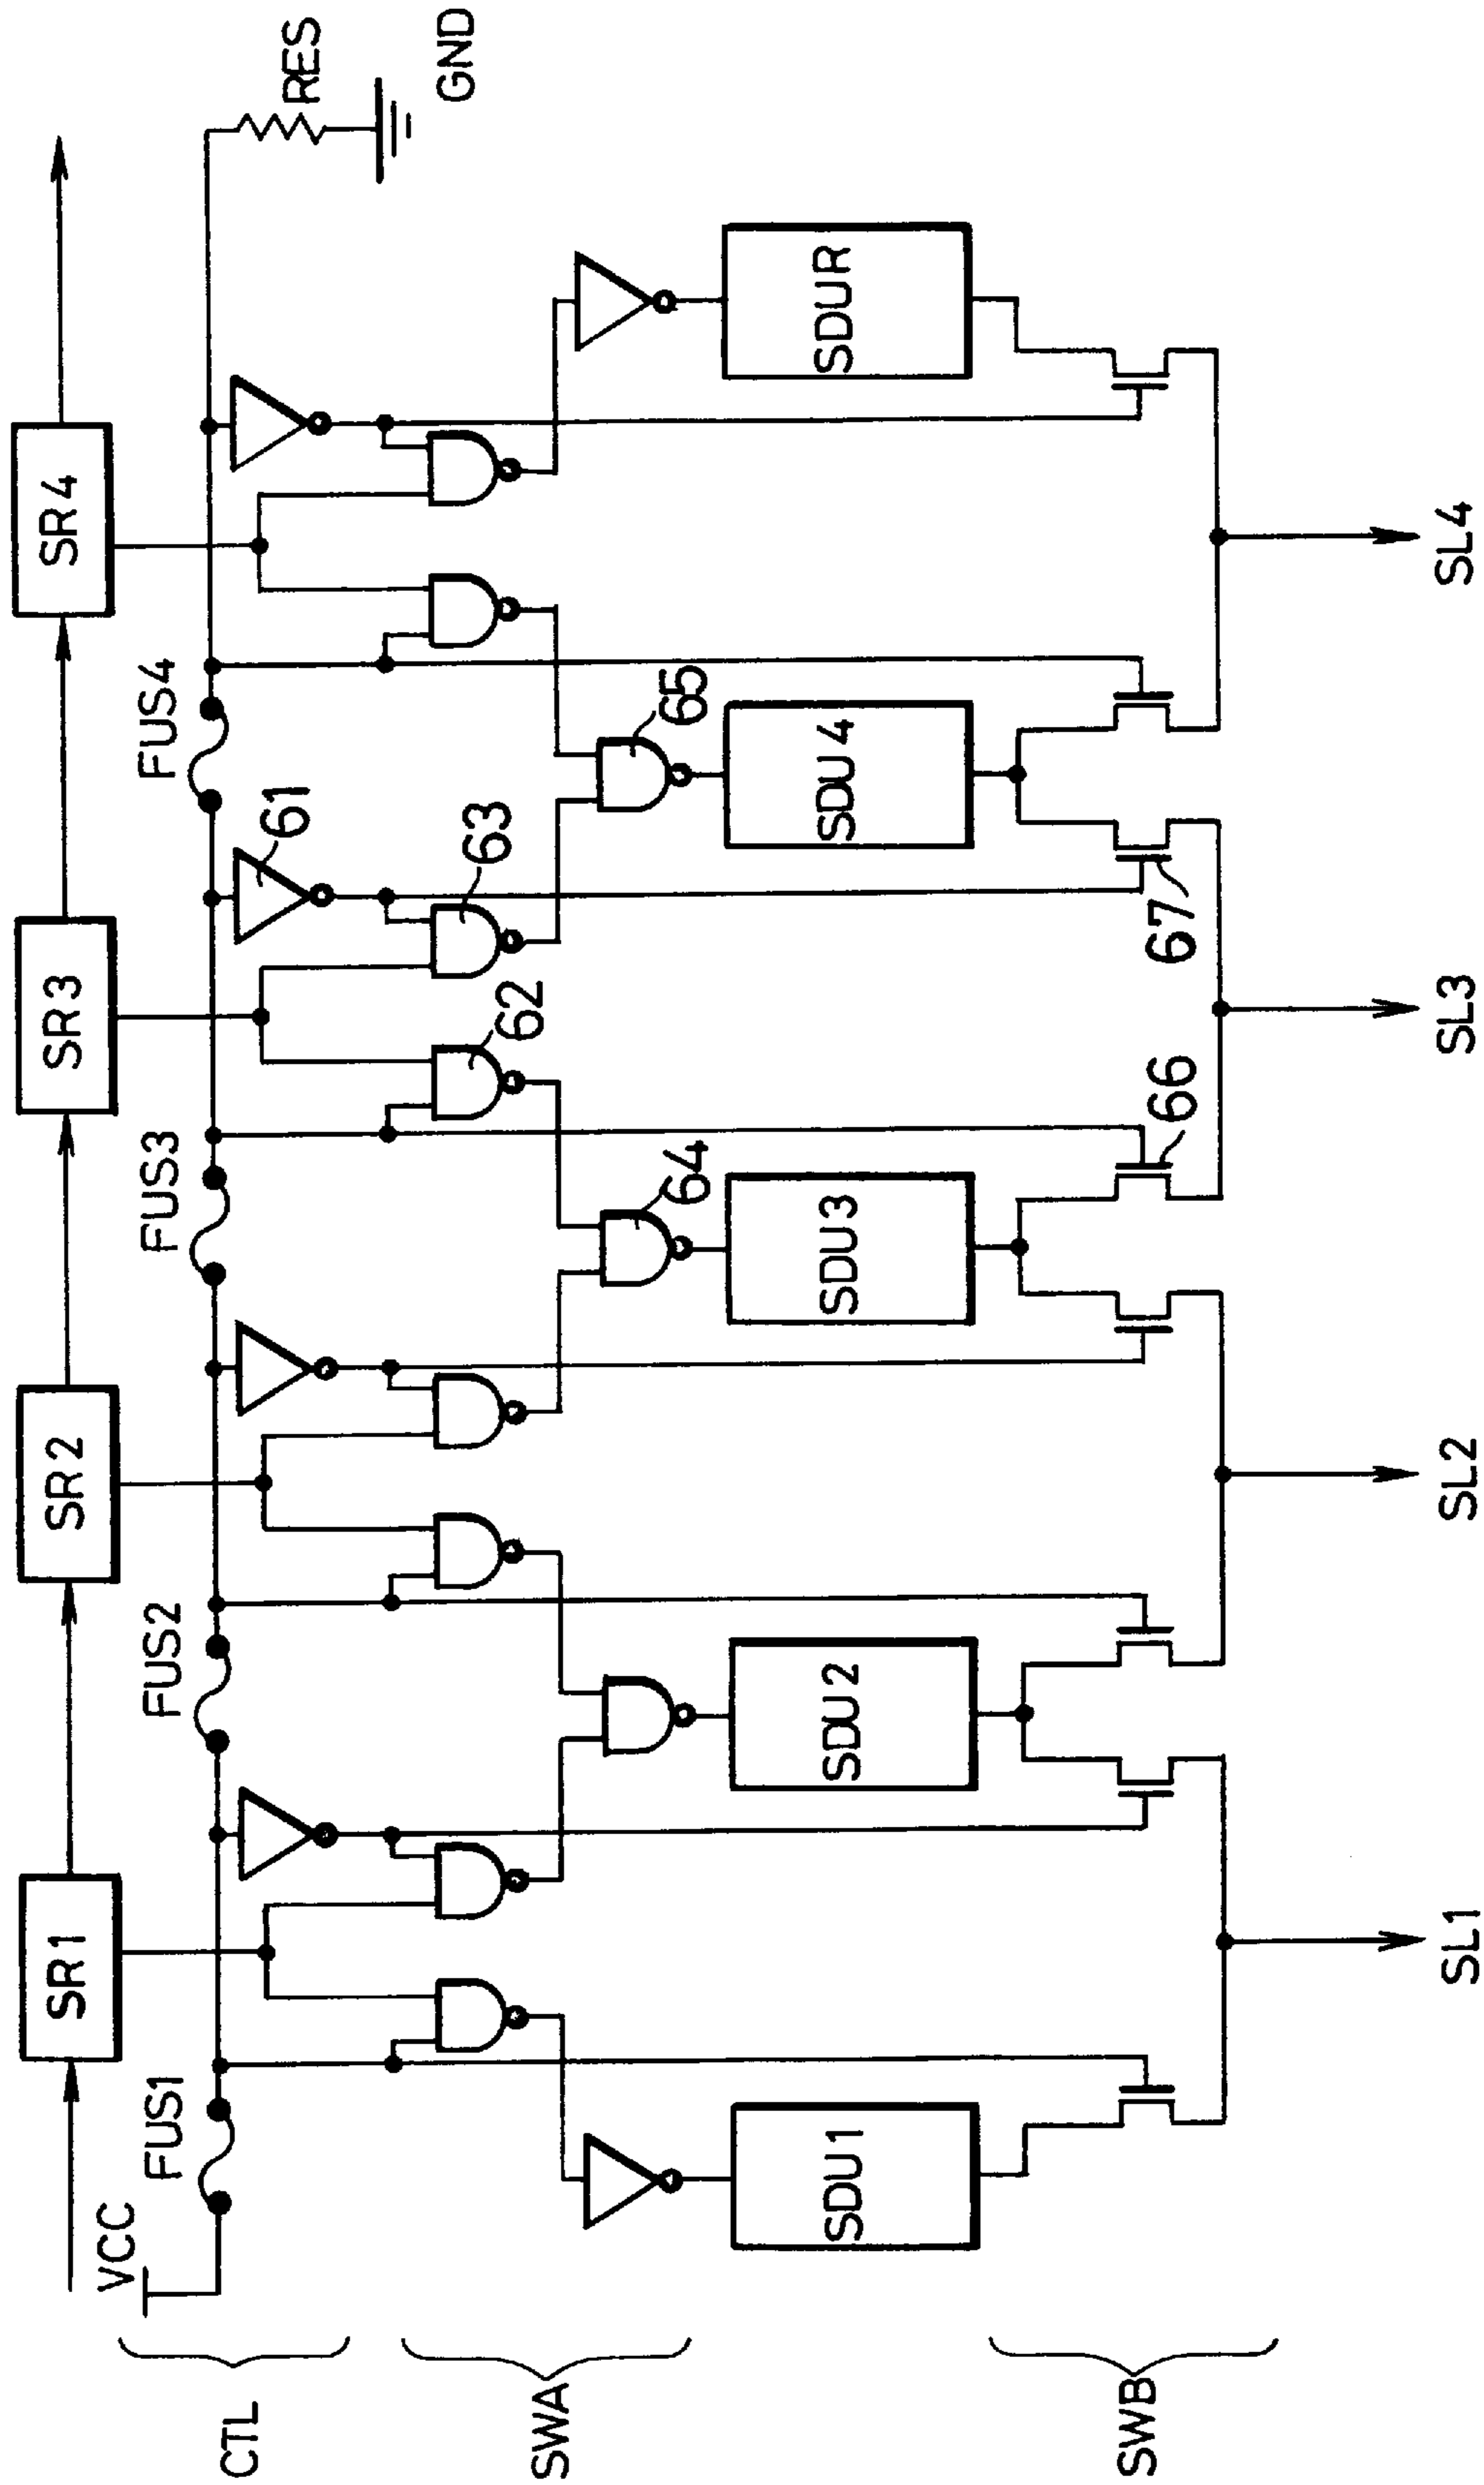 SR1
SR2
SR3
SR4
VCC
FUS1
FUS2
FUS3
FUS4
RES
GND
CTL
61
62
63
SWA
64
65
SDU1
SDU2
SDU3
SDU4
SDUR
SWB
66
67
SL1
SL2
SL3
SL4